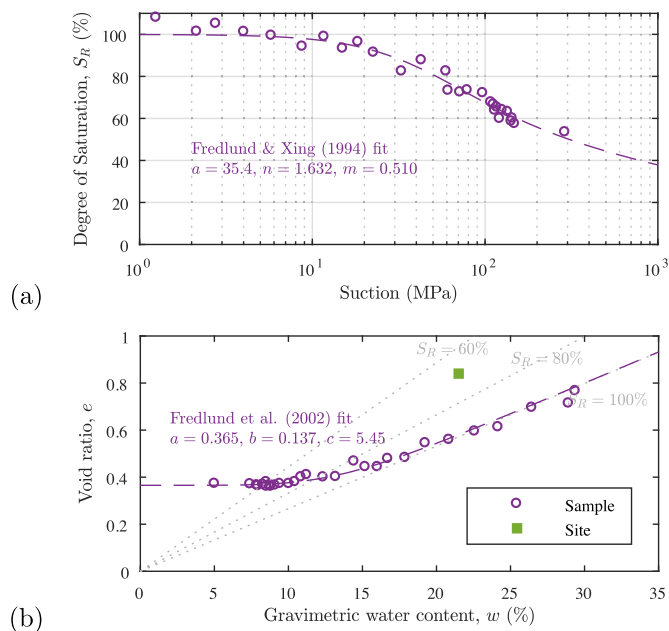 120
100
80
60
40
20
0
Degree of Saturation, S_R (%)
Fredlund & Xing (1994) fit
a = 35.4, n = 1.632, m = 0.510
10^0
10^1
10^2
10^3
Suction (MPa)
(a)
1
0.8
0.6
0.4
0.2
0
Void ratio, e
S_R = 60%
S_R = 80%
S_R = 100%
Fredlund et al. (2002) fit
a = 0.365, b = 0.137, c = 5.45
Sample
Site
0 5 10 15 20 25 30 35
Gravimetric water content, w (%)
(b)